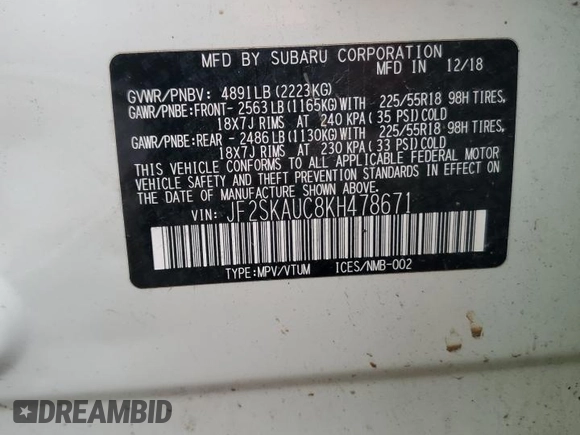 MFD BY SUBARU CORPORATION
MFD IN 12/18
GVWR/PNBV: 4891LB(2223KG)
GAWR/PNBE:FRONT- 2563LB(1165KG)WITH 225/55R18 98H TIRES,
18X7J RIMS AT 240 KPA( 35 PSI)COLD
GAWR/PNBE:REAR - 2486LB(1130KG)WITH 225/55R18 98H TIRES,
18X7J RIMS AT 230 KPA( 33 PSI)COLD
THIS VEHICLE CONFORMS TO ALL APPLICABLE FEDERAL MOTOR
VEHICLE SAFETY AND THEFT PREVENTION STANDARDS IN EFFECT
ON THE DATE OF MANUFACTURE SHOWN ABOVE.
VIN: JF2SKAUC8KH478671
TYPE:MPV/VTUM ICES/NMB-002
DREAMBID